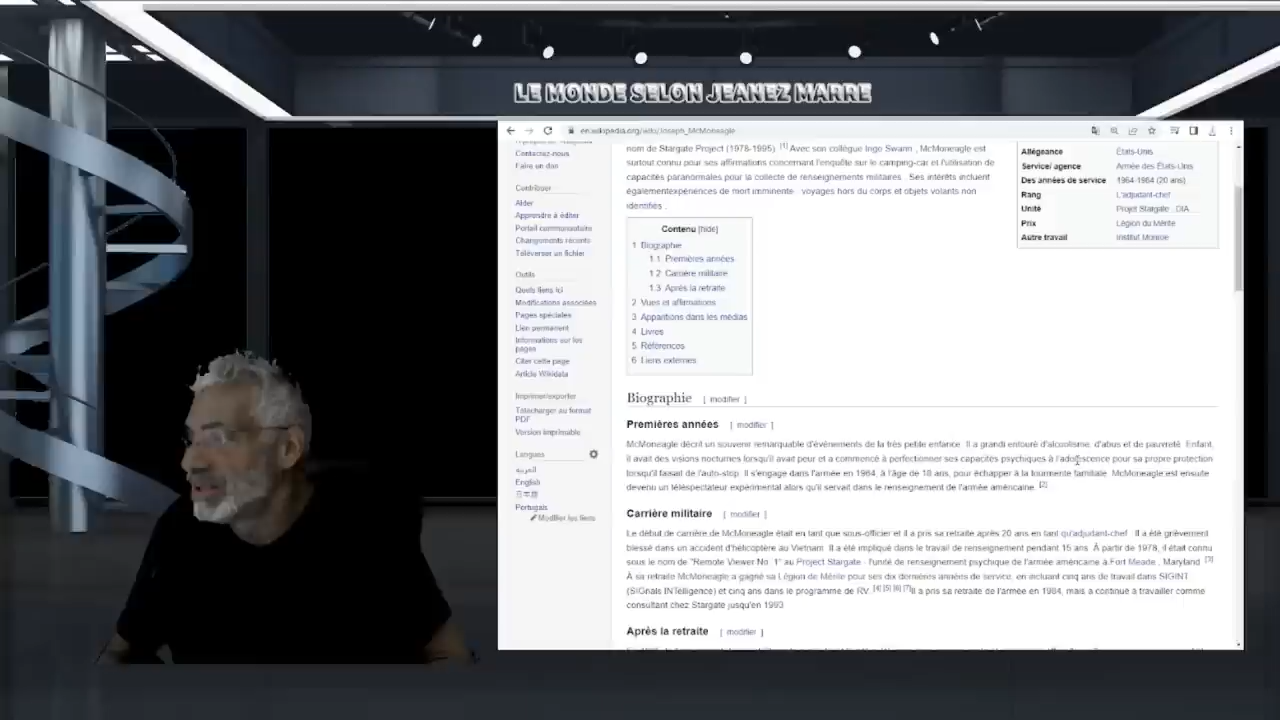 LE MONDE SELON JEANEZ MARRE
en.wikipedia.org/wiki/Joseph_McMoneagle
Contactez-nous
Faire un don
Contribuer
Aider
Apprendre à éditer
Portail communautaire
Changements récents
Téléverser un fichier
Outils
Quels liens ici
Modifications associées
Pages spéciales
Lien permanent
Informations sur les
pages
Citer cette page
Article Wikidata
Imprimer/exporter
Télécharger au format
PDF
Version imprimable
Langues
العربية
English
日本語
Português
Modifier les liens
nom de Stargate Project (1978-1995) [1] Avec son collègue Ingo Swann , McMoneagle est
surtout connu pour ses affirmations concernant l'enquête sur le camping-car et l'utilisation de
capacités paranormales pour la collecte de renseignements militaires . Ses intérêts incluent
égalementexpériences de mort imminente voyages hors du corps et objets volants non
identifiés .
Contenu [hide]
1 Biographie
1.1 Premières années
1.2 Carrière militaire
1.3 Après la retraite
2 Vues et affirmations
3 Apparitions dans les médias
4 Livres
5 Références
6 Liens externes
Allégeance États-Unis
Service/ agence Armée des États-Unis
Des années de service 1964-1984 (20 ans)
Rang L'adjudant-chef
Unité Projet Stargate , DIA
Prix Légion du Mérite
Autre travail Institut Monroe
Biographie [ modifier ]
Premières années [ modifier ]
McMoneagle décrit un souvenir remarquable d'événements de la très petite enfance. Il a grandi entouré d'alcoolisme, d'abus et de pauvreté. Enfant,
il avait des visions nocturnes lorsqu'il avait peur et a commencé à perfectionner ses capacités psychiques à l'adolescence pour sa propre protection
lorsqu'il faisait de l'auto-stop. Il s'engage dans l'armée en 1964, à l'âge de 18 ans, pour échapper à la tourmente familiale. McMoneagle est ensuite
devenu un téléspectateur expérimental alors qu'il servait dans le renseignement de l'armée américaine. [2]
Carrière militaire [ modifier ]
Le début de carrière de McMoneagle était en tant que sous-officier et il a pris sa retraite après 20 ans en tant qu'adjudant-chef . Il a été grièvement
blessé dans un accident d'hélicoptère au Vietnam. Il a été impliqué dans le travail de renseignement pendant 15 ans. À partir de 1978, il était connu
sous le nom de "Remote Viewer No. 1" au Project Stargate - l'unité de renseignement psychique de l'armée américaine à Fort Meade , Maryland. [3]
À sa retraite McMoneagle a gagné sa Légion de Mérite pour ses dix dernières années de service, en incluant cinq ans de travail dans SIGINT
(SIGnals INTelligence) et cinq ans dans le programme de RV. [4] [5] [6] [7] Il a pris sa retraite de l'armée en 1984, mais a continué à travailler comme
consultant chez Stargate jusqu'en 1993.
Après la retraite [ modifier ]